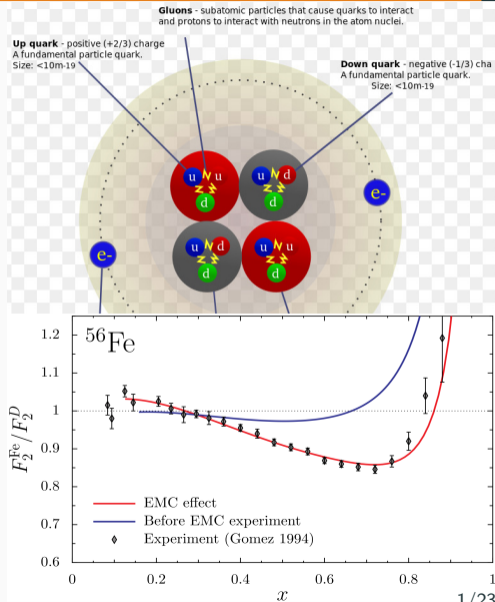 Gluons - subatomic particles that cause quarks to interact
and protons to interact with neutrons in the atom nuclei.
Up quark - positive (+2/3) charge
A fundamental particle quark.
Size: <10m-19
Down quark - negative (-1/3) cha
A fundamental particle quark.
Size: <10m-19
u u
d
u d
d
e-
e-
u d
d
u u
d
56Fe
1.2
1.1
1
0.9
0.8
0.7
0.6
F2^Fe/F2^D
EMC effect
Before EMC experiment
Experiment (Gomez 1994)
0 0.2 0.4 0.6 0.8 1
x
1/23